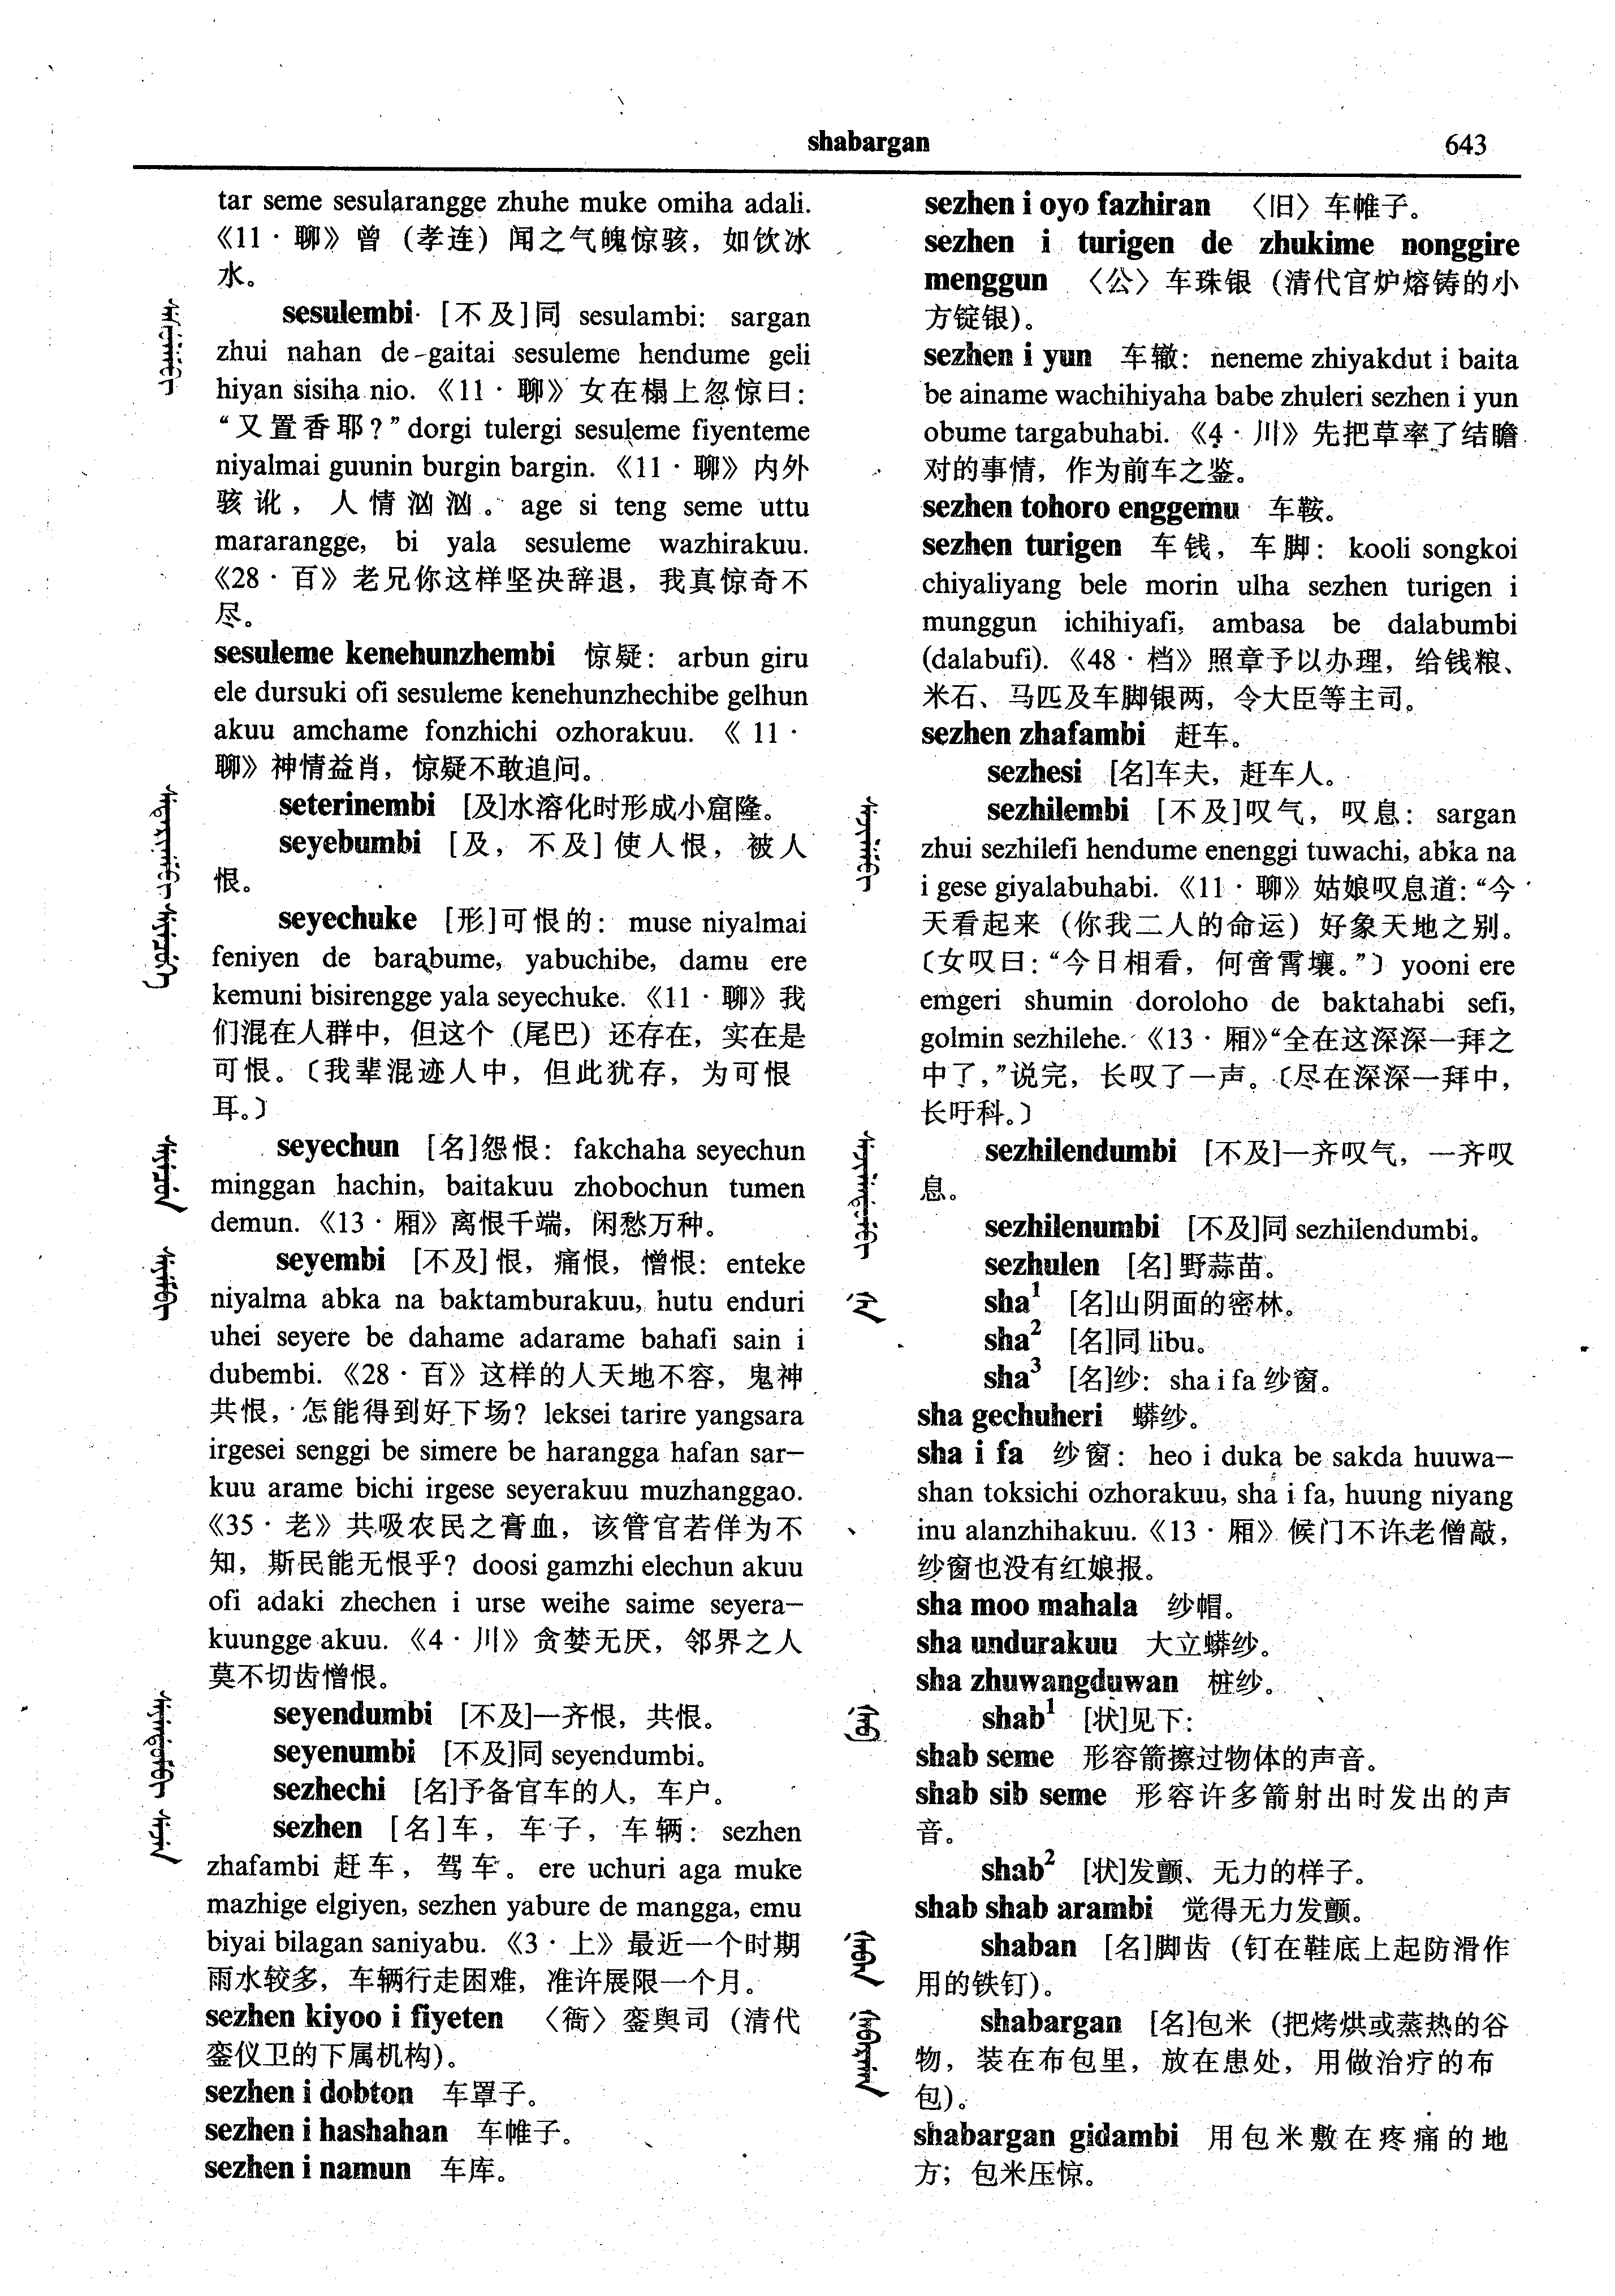 shabargan
643
tar seme sesularangge zhuhe muke omiha adali.
《11·聊》曾（孝连）闻之气魄惊骇，如饮冰
水。
sesulembi [不及]同 sesulambi: sargan
zhui nahan de gaitai sesuleme hendume geli
hiyan sisiha nio. 《11·聊》女在榻上忽惊曰：
“又置香耶？” dorgi tulergi sesuleme fiyenteme
niyalmai guunin burgin bargin. 《11·聊》内外
骇讹，人情汹汹。age si teng seme uttu
mararangge, bi yala sesuleme wazhirakuu.
《28·百》老兄你这样坚决辞退，我真惊奇不
尽。
sesuleme kenehunzhembi 惊疑：arbun giru
ele dursuki ofi sesuleme kenehunzhechibe gelhun
akuu amchame fonzhichi ozhorakuu. 《11·
聊》神情益肖，惊疑不敢追问。
seterinembi [及]水溶化时形成小窟隆。
seyebumbi [及，不及] 使人恨，被人
恨。
seyechuke [形]可恨的：muse niyalmai
feniyen de barabume, yabuchibe, damu ere
kemuni bisirengge yala seyechuke. 《11·聊》我
们混在人群中，但这个（尾巴）还存在，实在是
可恨。〔我辈混迹人中，但此犹存，为可恨
耳。〕
seyechun [名]怨恨：fakchaha seyechun
minggan hachin, baitakuu zhobochun tumen
demun. 《13·厢》离恨千端，闲愁万种。
seyembi [不及] 恨，痛恨，憎恨：enteke
niyalma abka na baktamburakuu, hutu enduri
uhei seyere be dahame adarame bahafi sain i
dubembi. 《28·百》这样的人天地不容，鬼神
共恨，怎能得到好下场？leksei tarire yangsara
irgesei senggi be simere be harangga hafan sar—
kuu arame bichi irgese seyerakuu muzhanggao.
《35·老》共吸农民之膏血，该管官若佯为不
知，斯民能无恨乎？doosi gamzhi elechun akuu
ofi adaki zhechen i urse weihe saime seyera—
kuungge akuu. 《4·川》贪婪无厌，邻界之人
莫不切齿憎恨。
seyendumbi [不及]一齐恨，共恨。
seyenumbi [不及]同 seyendumbi。
sezhechi [名]予备官车的人，车户。
sezhen [名]车，车子，车辆：sezhen
zhafambi 赶车，驾车。ere uchuri aga muke
mazhige elgiyen, sezhen yabure de mangga, emu
biyai bilagan saniyabu. 《3·上》最近一个时期
雨水较多，车辆行走困难，准许展限一个月。
sezhen kiyoo i fiyeten 〈衙〉銮舆司（清代
銮仪卫的下属机构）。
sezhen i dobton 车罩子。
sezhen i hashahan 车帷子。
sezhen i namun 车库。
sezhen i oyo fazhiran 〈旧〉车帷子。
sezhen i turigen de zhukime nonggire
menggun 〈公〉车珠银（清代官炉熔铸的小
方锭银）。
sezhen i yun 车辙：neneme zhiyakdut i baita
be ainame wachihiyaha babe zhuleri sezhen i yun
obume targabuhabi. 《4·川》先把草率了结瞻
对的事情，作为前车之鉴。
sezhen tohoro enggemu 车鞍。
sezhen turigen 车钱，车脚：kooli songkoi
chiyaliyang bele morin ulha sezhen turigen i
munggun ichihiyafi, ambasa be dalabumbi
(dalabufi). 《48·档》照章予以办理，给钱粮、
米石、马匹及车脚银两，令大臣等主司。
sezhen zhafambi 赶车。
sezhesi [名]车夫，赶车人。
sezhilembi [不及]叹气，叹息：sargan
zhui sezhilefi hendume enenggi tuwachi, abka na
i gese giyalabuhabi. 《11·聊》姑娘叹息道：“今
天看起来（你我二人的命运）好象天地之别。
〔女叹曰：“今日相看，何啻霄壤。”〕yooni ere
emgeri shumin doroloho de baktahabi sefi,
golmin sezhilehe. 《13·厢》“全在这深深一拜之
中了，”说完，长叹了一声。〔尽在深深一拜中，
长吁科。〕
sezhilendumbi [不及]一齐叹气，一齐叹
息。
sezhilenumbi [不及]同 sezhilendumbi。
sezhulen [名] 野蒜苗。
sha¹ [名]山阴面的密林。
sha² [名]同 libu。
sha³ [名]纱：sha i fa 纱窗。
sha gechuheri 蟒纱。
sha i fa 纱窗：heo i duka be sakda huuwa—
shan toksichi ozhorakuu, sha i fa, huung niyang
inu alanzhihakuu. 《13·厢》候门不许老僧敲，
纱窗也没有红娘报。
sha moo mahala 纱帽。
sha undurakuu 大立蟒纱。
sha zhuwangduwan 桩纱。
shab¹ [状]见下：
shab seme 形容箭擦过物体的声音。
shab sib seme 形容许多箭射出时发出的声
音。
shab² [状]发颤、无力的样子。
shab shab arambi 觉得无力发颤。
shaban [名]脚齿（钉在鞋底上起防滑作
用的铁钉）。
shabargan [名]包米（把烤烘或蒸热的谷
物，装在布包里，放在患处，用做治疗的布
包）。
shabargan gidambi 用包米敷在疼痛的地
方；包米压惊。